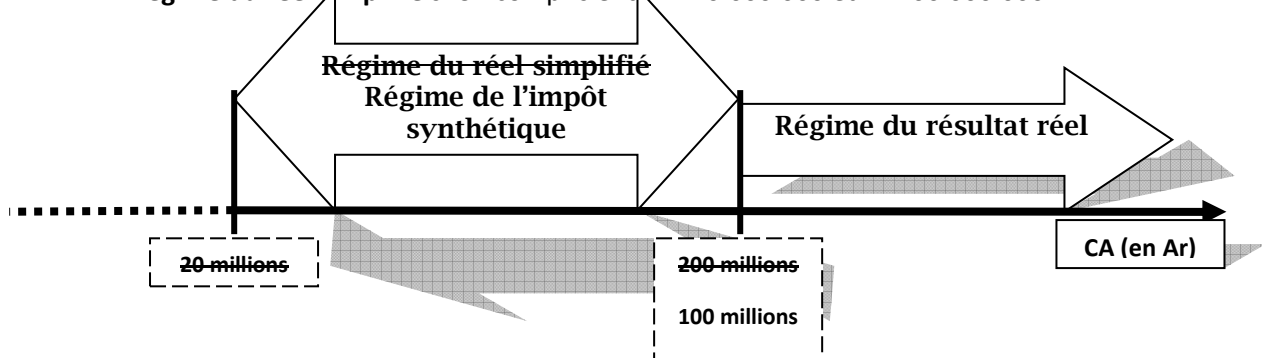 Régime du réel simplifié
Régime de l'impôt
synthétique
Régime du résultat réel
CA (en Ar)
20 millions
200 millions
100 millions